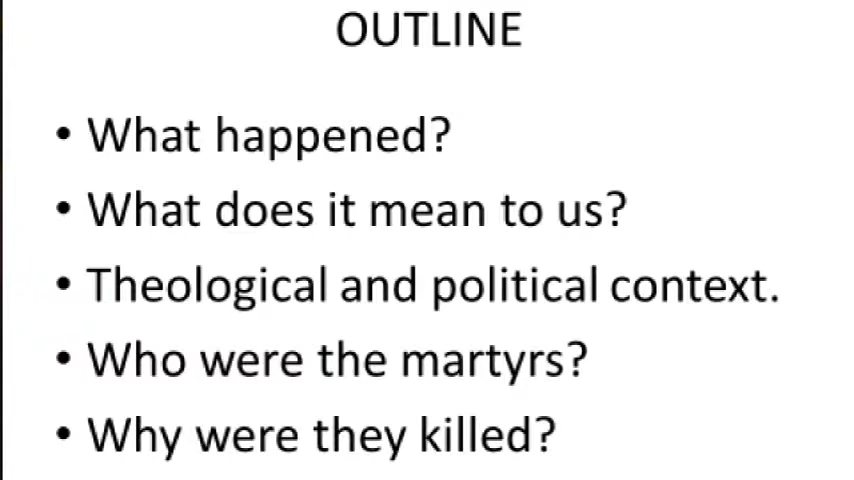 OUTLINE
• What happened?
• What does it mean to us?
• Theological and political context.
• Who were the martyrs?
• Why were they killed?